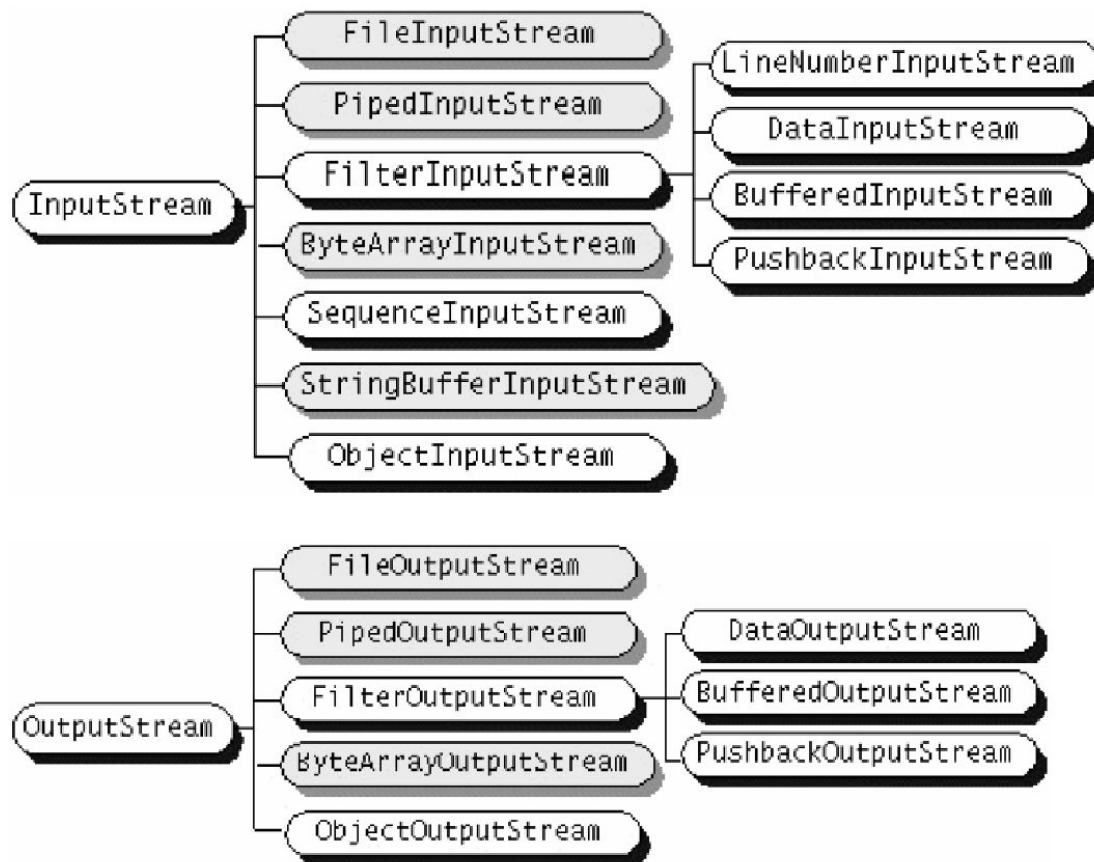 FileInputStream
PipedInputStream
FilterInputStream
InputStream
ByteArrayInputStream
SequenceInputStream
StringBufferInputStream
ObjectInputStream
LineNumberInputStream
DataInputStream
BufferedInputStream
PushbackInputStream
FileOutputStream
PipedOutputStream
FilterOutputStream
OutputStream
ByteArrayOutputStream
ObjectOutputStream
DataOutputStream
BufferedOutputStream
PushbackOutputStream